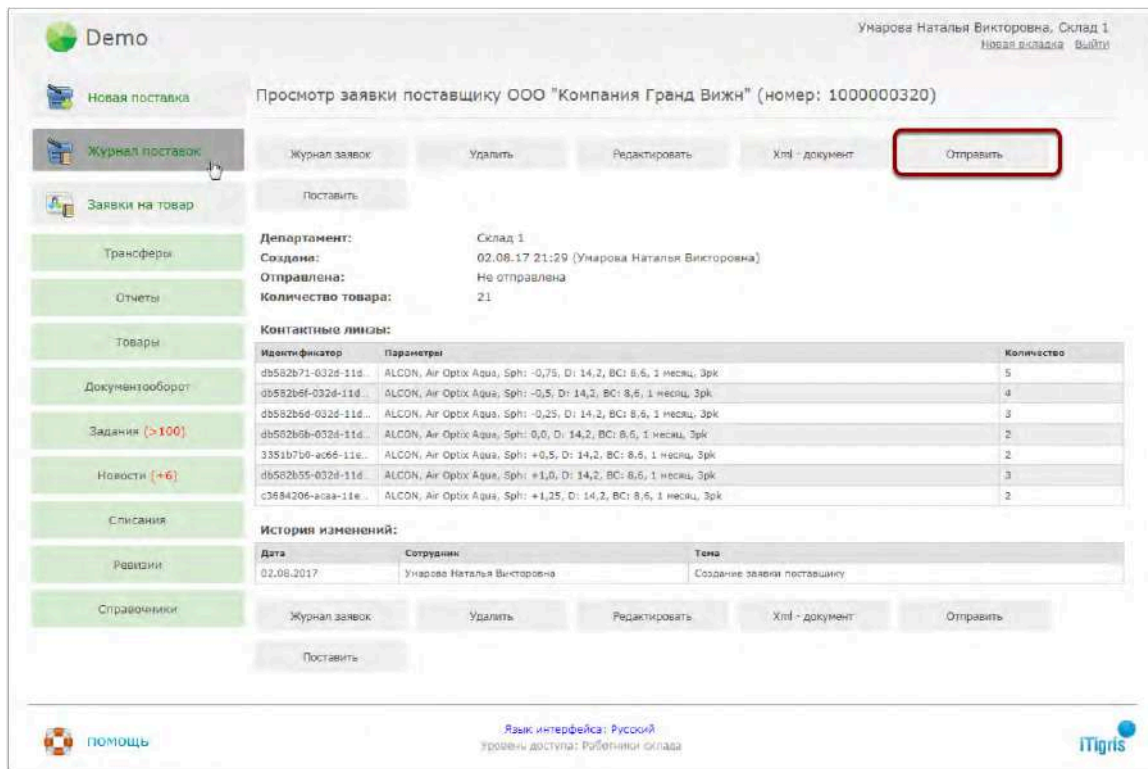 Demo
Умарова Наталья Викторовна, Склад 1
Новая вкладка Выйти
Новая поставка
Журнал поставок
Заявки на товар
Трансферы
Отчеты
Товары
Документооборот
Задания (>100)
Новости (+6)
Списания
Ревизии
Справочники
Просмотр заявки поставщику ООО "Компания Гранд Вижн" (номер: 1000000320)
Журнал заявок Удалить Редактировать Xml - документ Отправить
Поставить
Департамент: Склад 1
Создана: 02.08.17 21:29 (Умарова Наталья Викторовна)
Отправлена: Не отправлена
Количество товара: 21
Контактные линзы:
Идентификатор Параметры Количество
db582b71-032d-11d... ALCON, Air Optix Aqua, Sph: -0,75, D: 14,2, BC: 8,6, 1 месяц, 3pk 5
db582b6f-032d-11d... ALCON, Air Optix Aqua, Sph: -0,5, D: 14,2, BC: 8,6, 1 месяц, 3pk 4
db582b6d-032d-11d... ALCON, Air Optix Aqua, Sph: -0,25, D: 14,2, BC: 8,6, 1 месяц, 3pk 3
db582b6b-032d-11d... ALCON, Air Optix Aqua, Sph: 0,0, D: 14,2, BC: 8,6, 1 месяц, 3pk 2
3351b7b0-ac66-11e... ALCON, Air Optix Aqua, Sph: +0,5, D: 14,2, BC: 8,6, 1 месяц, 3pk 2
db582b55-032d-11d... ALCON, Air Optix Aqua, Sph: +1,0, D: 14,2, BC: 8,6, 1 месяц, 3pk 3
c3684206-acaa-11e... ALCON, Air Optix Aqua, Sph: +1,25, D: 14,2, BC: 8,6, 1 месяц, 3pk 2
История изменений:
Дата Сотрудник Тема
02.08.2017 Умарова Наталья Викторовна Создание заявки поставщику
Журнал заявок Удалить Редактировать Xml - документ Отправить
Поставить
ПОМОЩЬ
Язык интерфейса: Русский
Уровень доступа: Работники склада
iTigris